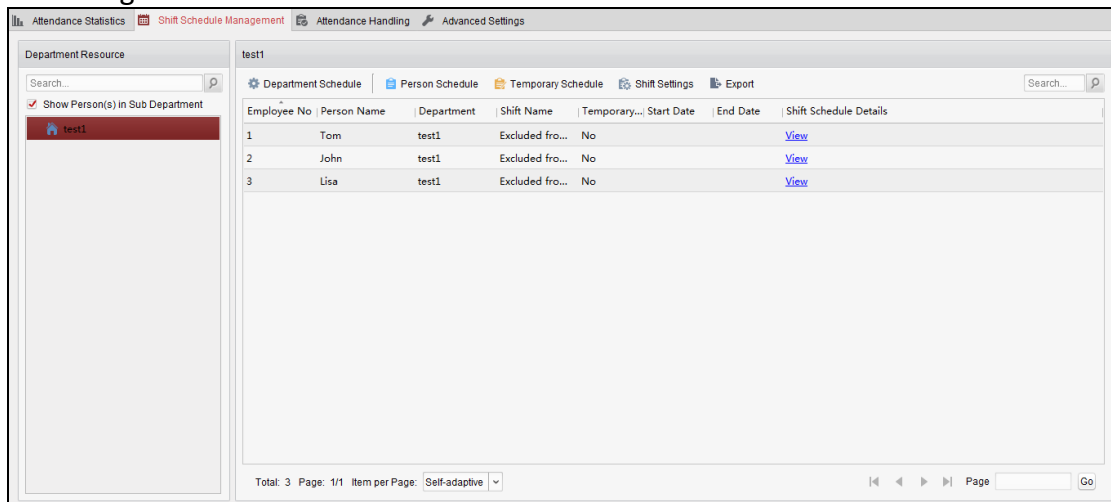 Attendance Statistics Shift Schedule Management Attendance Handling Advanced Settings
Department Resource
Search...
Show Person(s) in Sub Department
test1
test1
Department Schedule Person Schedule Temporary Schedule Shift Settings Export Search...
Employee No Person Name Department Shift Name Temporary... Start Date End Date Shift Schedule Details
1 Tom test1 Excluded fro... No View
2 John test1 Excluded fro... No View
3 Lisa test1 Excluded fro... No View
Total: 3 Page: 1/1 Item per Page: Self-adaptive Page Go